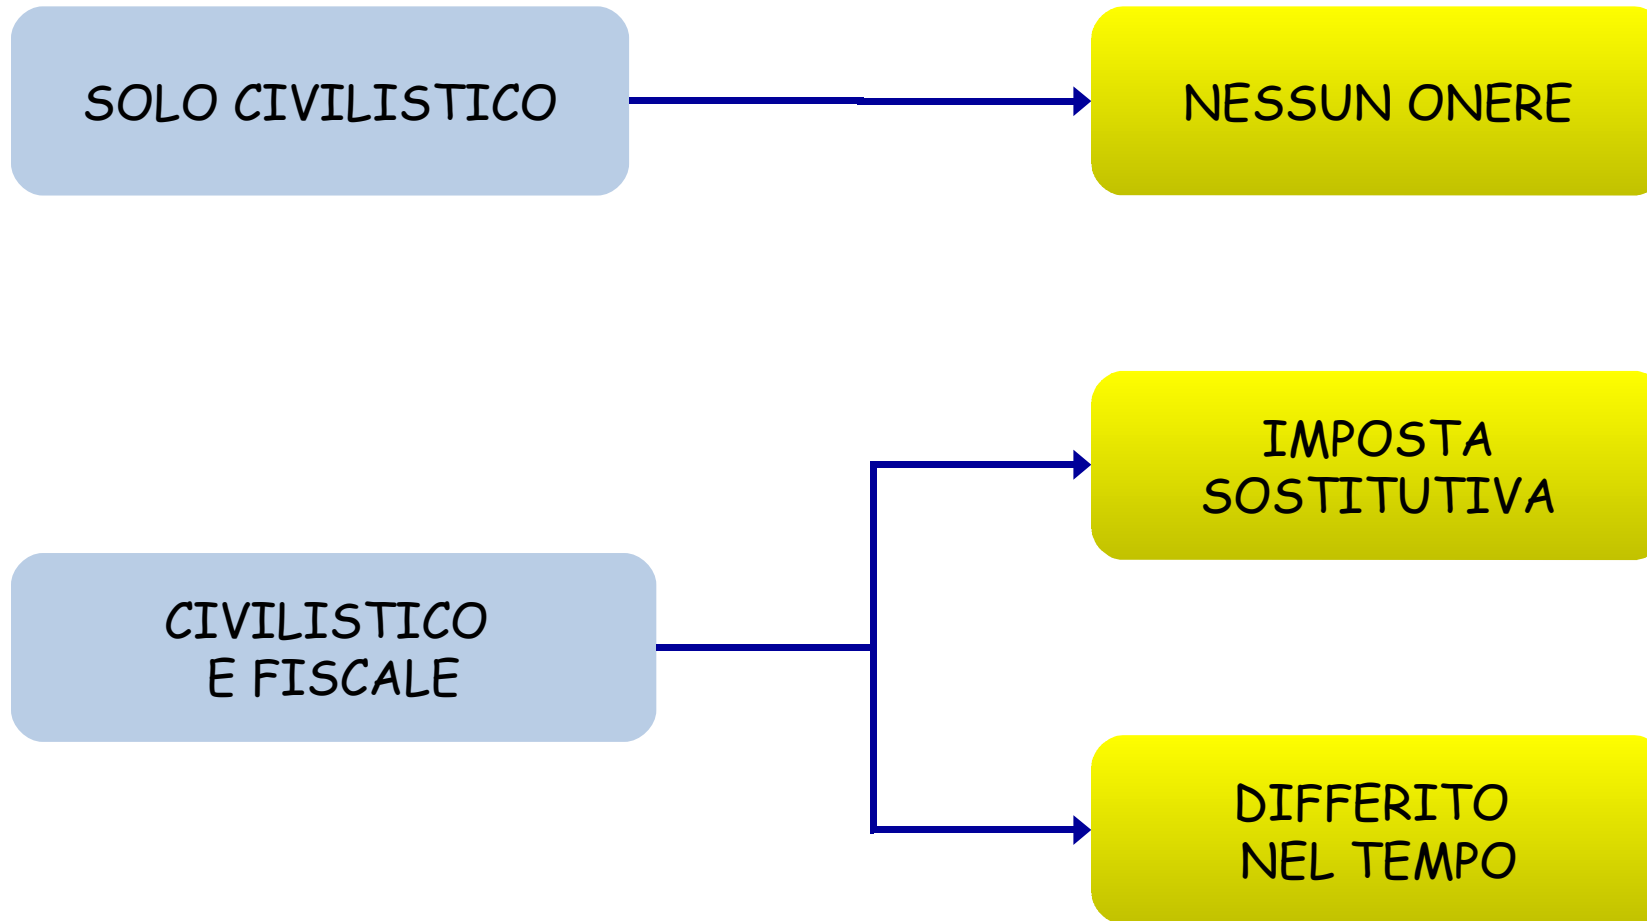 SOLO CIVILISTICO
NESSUN ONERE
IMPOSTA
SOSTITUTIVA
CIVILISTICO
E FISCALE
DIFFERITO
NEL TEMPO